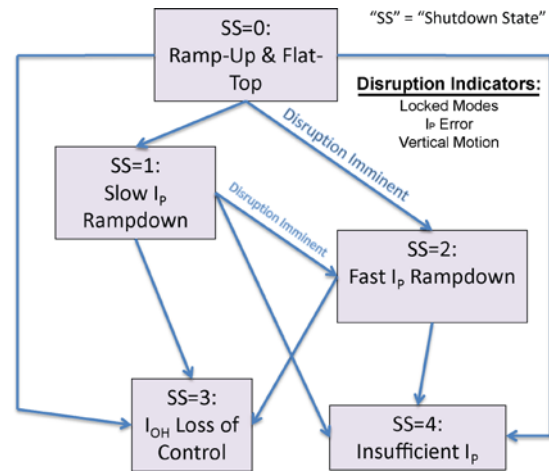 SS=0:
Ramp-Up & Flat-
Top
“SS” = “Shutdown State”
Disruption Indicators:
Locked Modes
IP Error
Vertical Motion
Disruption Imminent
SS=1:
Slow IP
Rampdown
Disruption Imminent
SS=2:
Fast IP Rampdown
SS=3:
IOH Loss of
Control
SS=4:
Insufficient IP